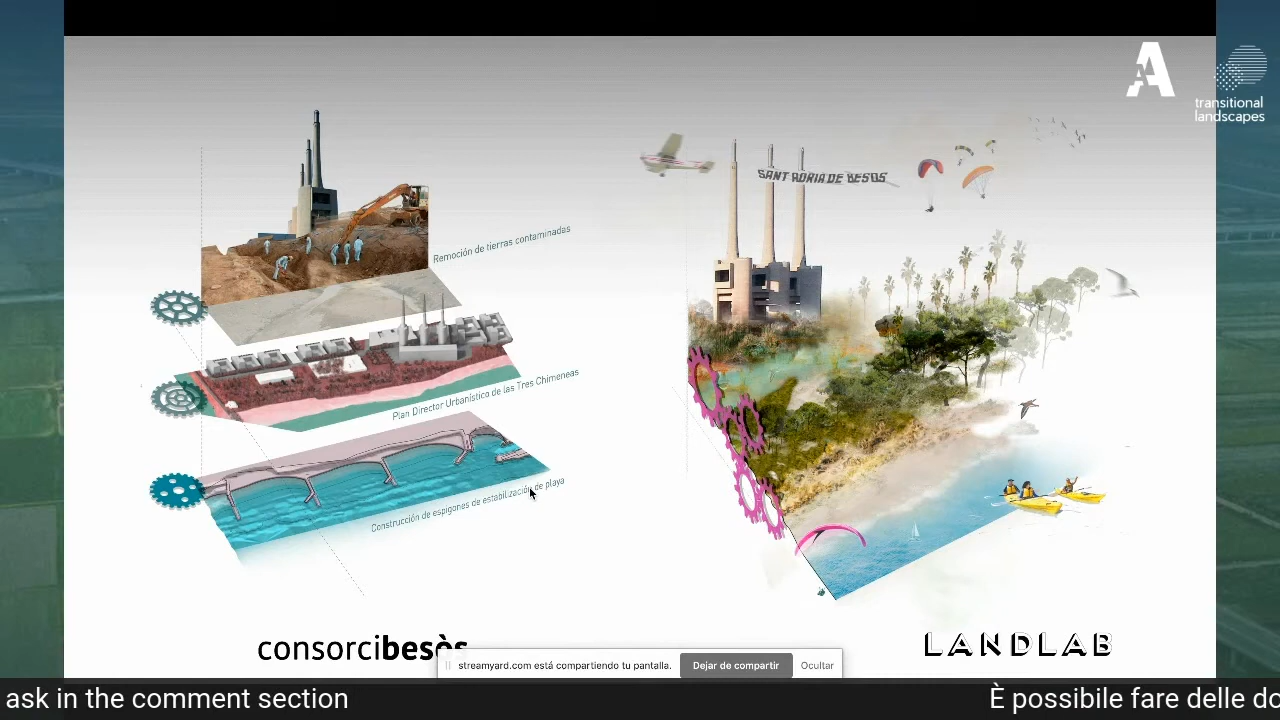 A
A
transitional
landscapes
SANT ADRIA DE BESOS
Remoción de tierras contaminadas
Plan Director Urbanístico de las Tres Chimeneas
Construcción de espigones de estabilización de playa
consorcibesòs
LANDLAB
streamyard.com está compartiendo tu pantalla.
Dejar de compartir
Ocultar
ask in the comment section
È possibile fare delle do